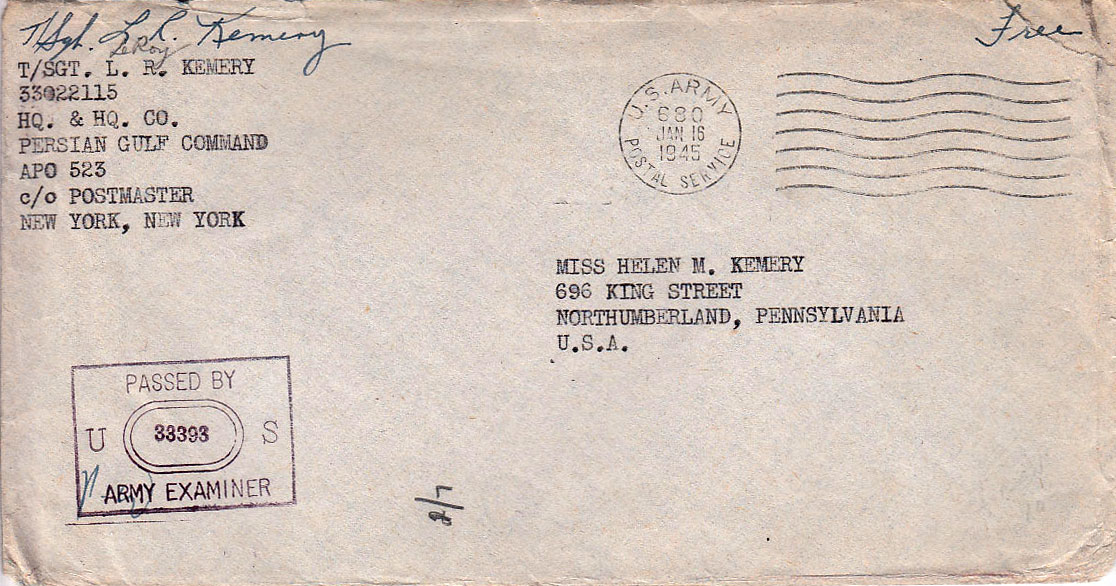 T/Sgt. L. R. Kemery
LeRoy
Free
T/SGT. L. R. KEMERY
33022115
HQ. & HQ. CO.
PERSIAN GULF COMMAND
APO 523
c/o POSTMASTER
NEW YORK, NEW YORK
U.S. ARMY
680
JAN 16
1945
POSTAL SERVICE
MISS HELEN M. KEMERY
696 KING STREET
NORTHUMBERLAND, PENNSYLVANIA
U.S.A.
PASSED BY
U 33393 S
ARMY EXAMINER
2/7